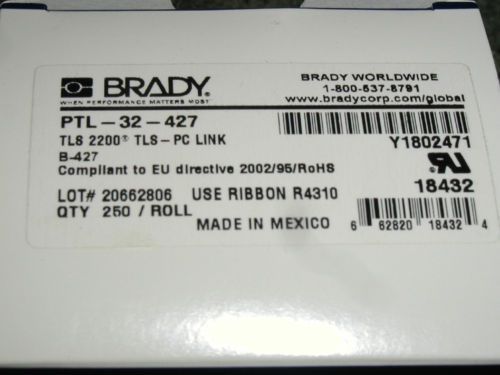 BRADY
WHEN PERFORMANCE MATTERS MOST
BRADY WORLDWIDE
1-800-537-8791
www.bradycorp.com/global
PTL-32-427
TLS 2200® TLS-PC LINK
B-427
Compliant to EU directive 2002/95/RoHS
Y1802471
18432
LOT# 20662806 USE RIBBON R4310
QTY 250 / ROLL
MADE IN MEXICO
6 62820 18432 4